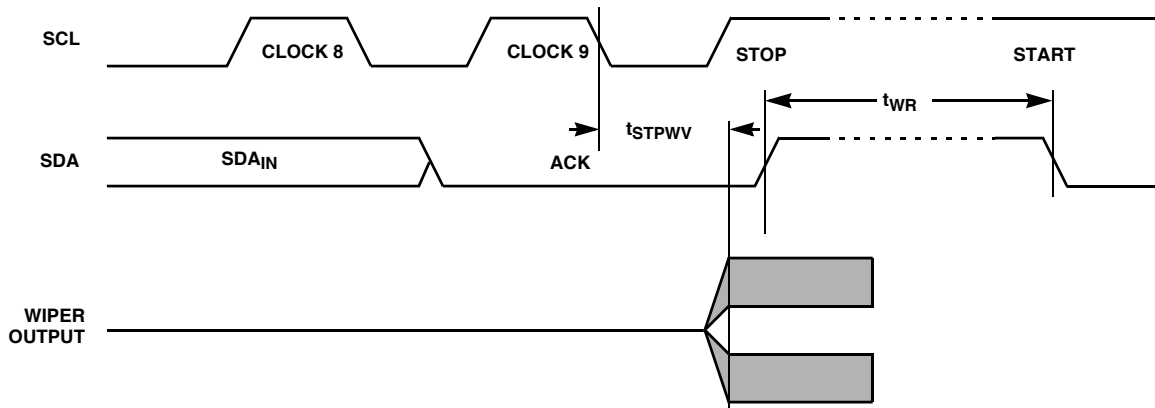 SCL
CLOCK 8
CLOCK 9
STOP
START
tWR
tSTPWV
SDA
SDAIN
ACK
WIPER
OUTPUT